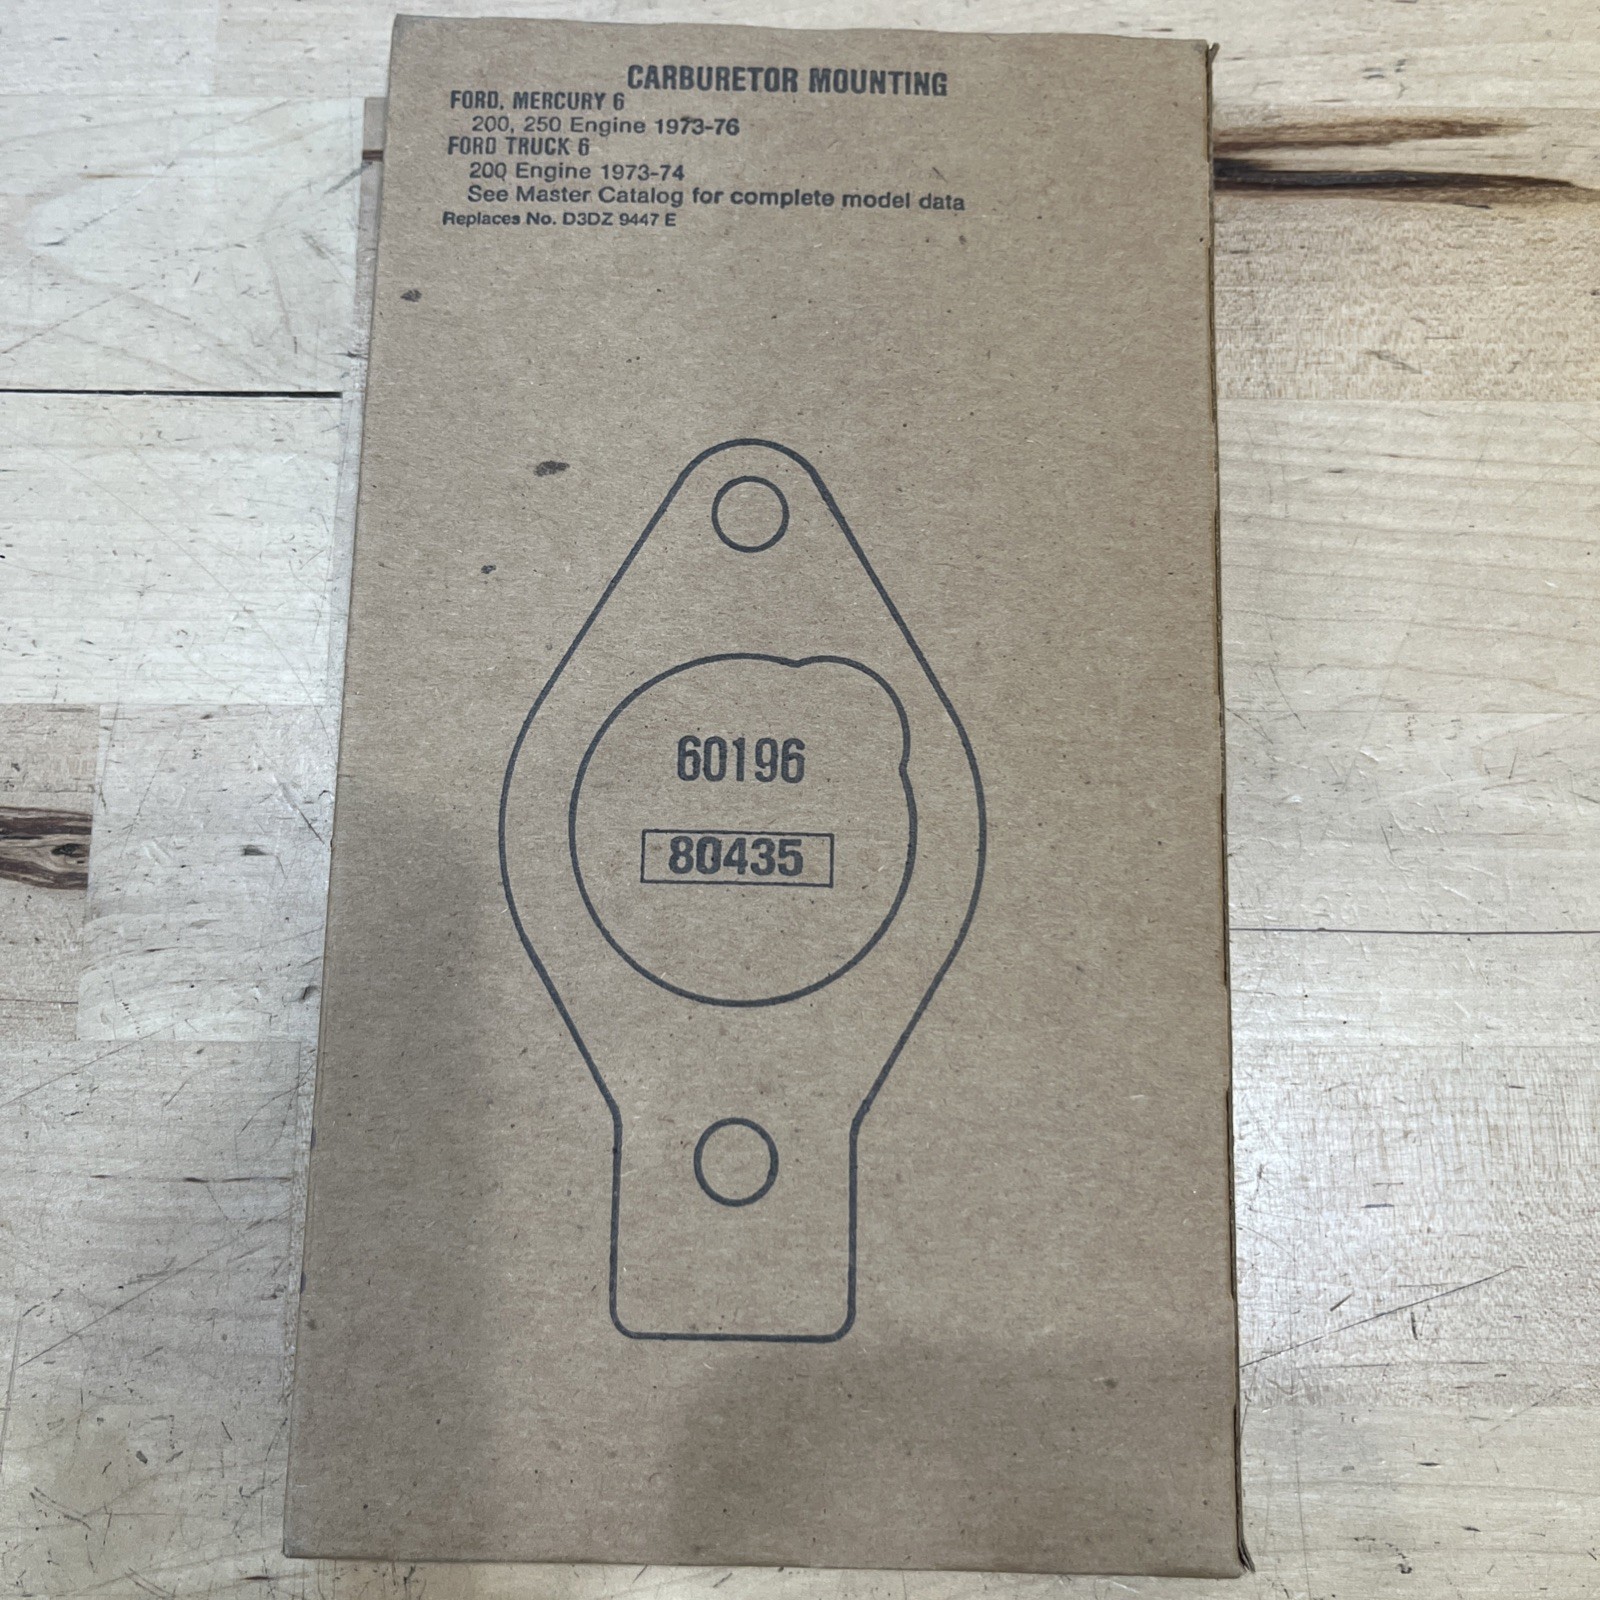 CARBURETOR MOUNTING
FORD, MERCURY 6
200, 250 Engine 1973-76
FORD TRUCK 6
200 Engine 1973-74
See Master Catalog for complete model data
Replaces No. D3DZ 9447 E
60196
80435